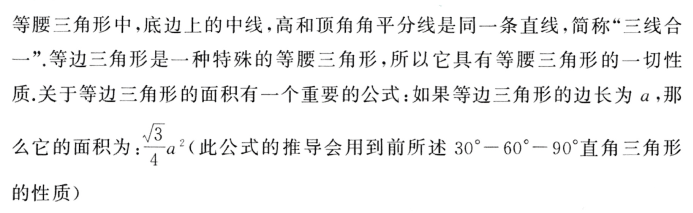 等腰三角形中,底边上的中线,高和顶角角平分线是同一条直线,简称“三线合
一”.等边三角形是一种特殊的等腰三角形,所以它具有等腰三角形的一切性
质.关于等边三角形的面积有一个重要的公式:如果等边三角形的边长为 a,那
么它的面积为:√3/4 a²(此公式的推导会用到前所述 30°－60°－90°直角三角形
的性质)